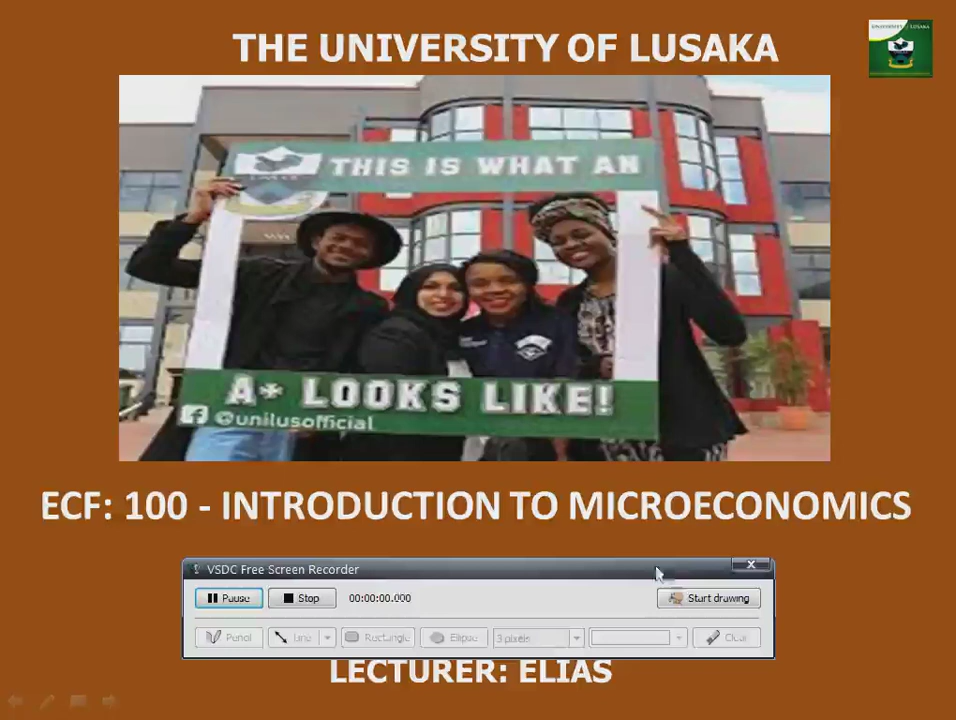 THE UNIVERSITY OF LUSAKA
THIS IS WHAT AN
A* LOOKS LIKE!
@unilusofficial
ECF: 100 - INTRODUCTION TO MICROECONOMICS
VSDC Free Screen Recorder
Pause
Stop
00:00:00.000
Start drawing
Pencil
Line
Rectangle
Ellipse
3 pixels
Clear
LECTURER: ELIAS